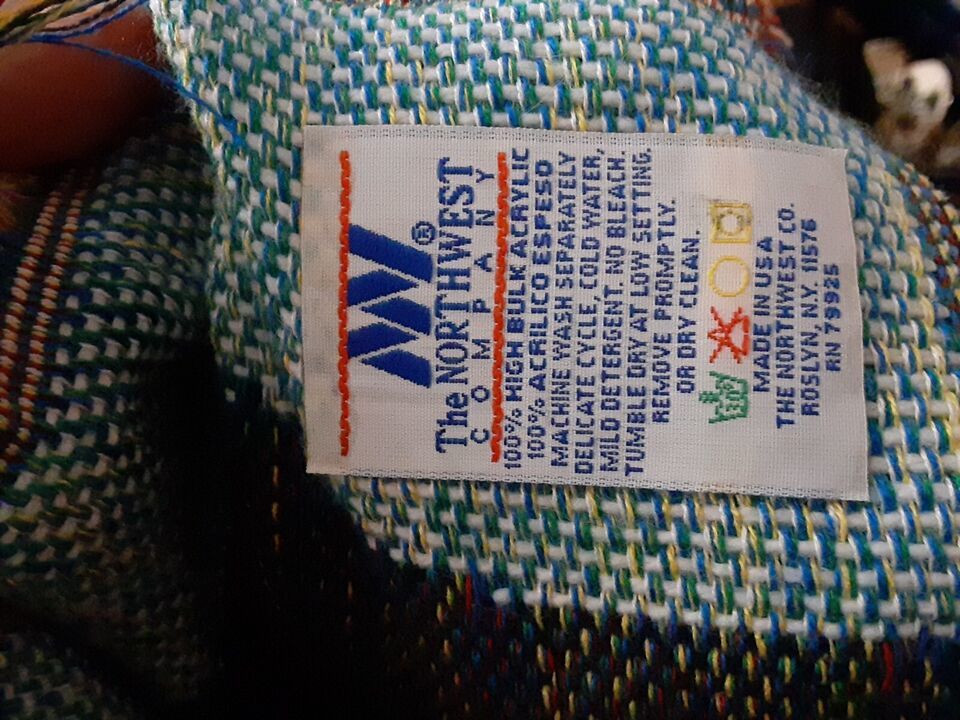 The NORTHWEST®
COMPANY
100% HIGH BULK ACRYLIC
100% ACRILICO ESPESO
MACHINE WASH SEPARATELY
DELICATE CYCLE, COLD WATER,
MILD DETERGENT. NO BLEACH.
TUMBLE DRY AT LOW SETTING.
REMOVE PROMPTLY.
OR DRY CLEAN.
MADE IN USA
THE NORTHWEST CO.
ROSLYN, N.Y. 11576
RN 79925